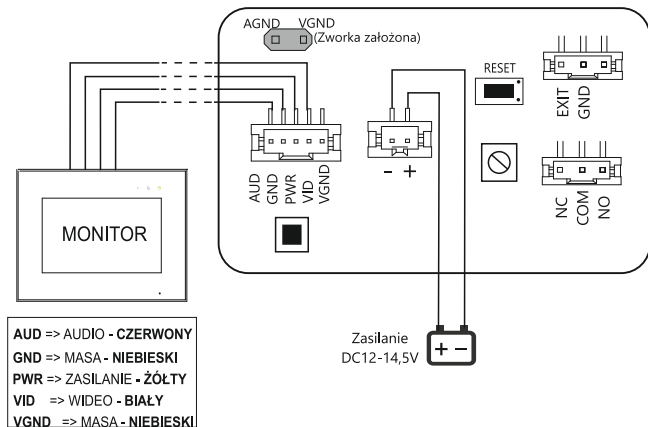 AGND VGND
(Zworka założona)
RESET
EXIT
GND
AUD
GND
PWR
VID
VGND
- +
NC
COM
NO
MONITOR
Zasilanie
DC12-14,5V
+ -
AUD => AUDIO - CZERWONY
GND => MASA - NIEBIESKI
PWR => ZASILANIE - ŻÓŁTY
VID => WIDEO - BIAŁY
VGND => MASA - NIEBIESKI